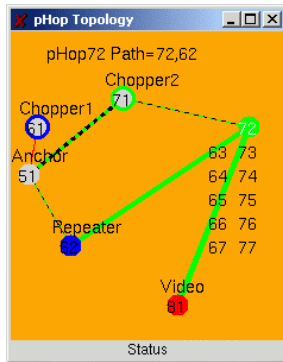 pHop Topology
pHop72 Path=72,62
Chopper2
71
Chopper1
61
72
63 73
Anchor
64 74
51
65 75
66 76
Repeater
67 77
62
Video
81
Status